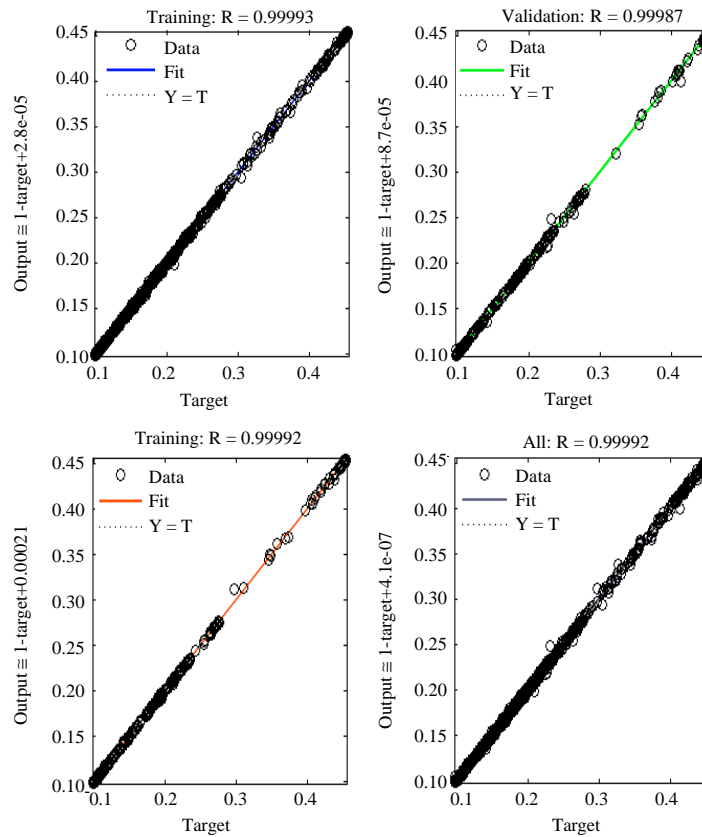 Training: R = 0.99993
0.45
0.40
0.35
0.30
0.25
0.20
0.15
0.10
Data
Fit
Y = T
Output ≅ 1-target+2.8e-05
0.1 0.2 0.3 0.4
Target
Validation: R = 0.99987
0.45
0.40
0.35
0.30
0.25
0.20
0.15
0.10
Data
Fit
Y = T
Output ≅ 1-target+8.7e-05
0.1 0.2 0.3 0.4
Target
Training: R = 0.99992
0.45
0.40
0.35
0.30
0.25
0.20
0.15
0.10
Data
Fit
Y = T
Output ≅ 1-target+0.00021
0.1 0.2 0.3 0.4
Target
All: R = 0.99992
0.45
0.40
0.35
0.30
0.25
0.20
0.15
0.10
Data
Fit
Y = T
Output ≅ 1-target+4.1e-07
0.1 0.2 0.3 0.4
Target